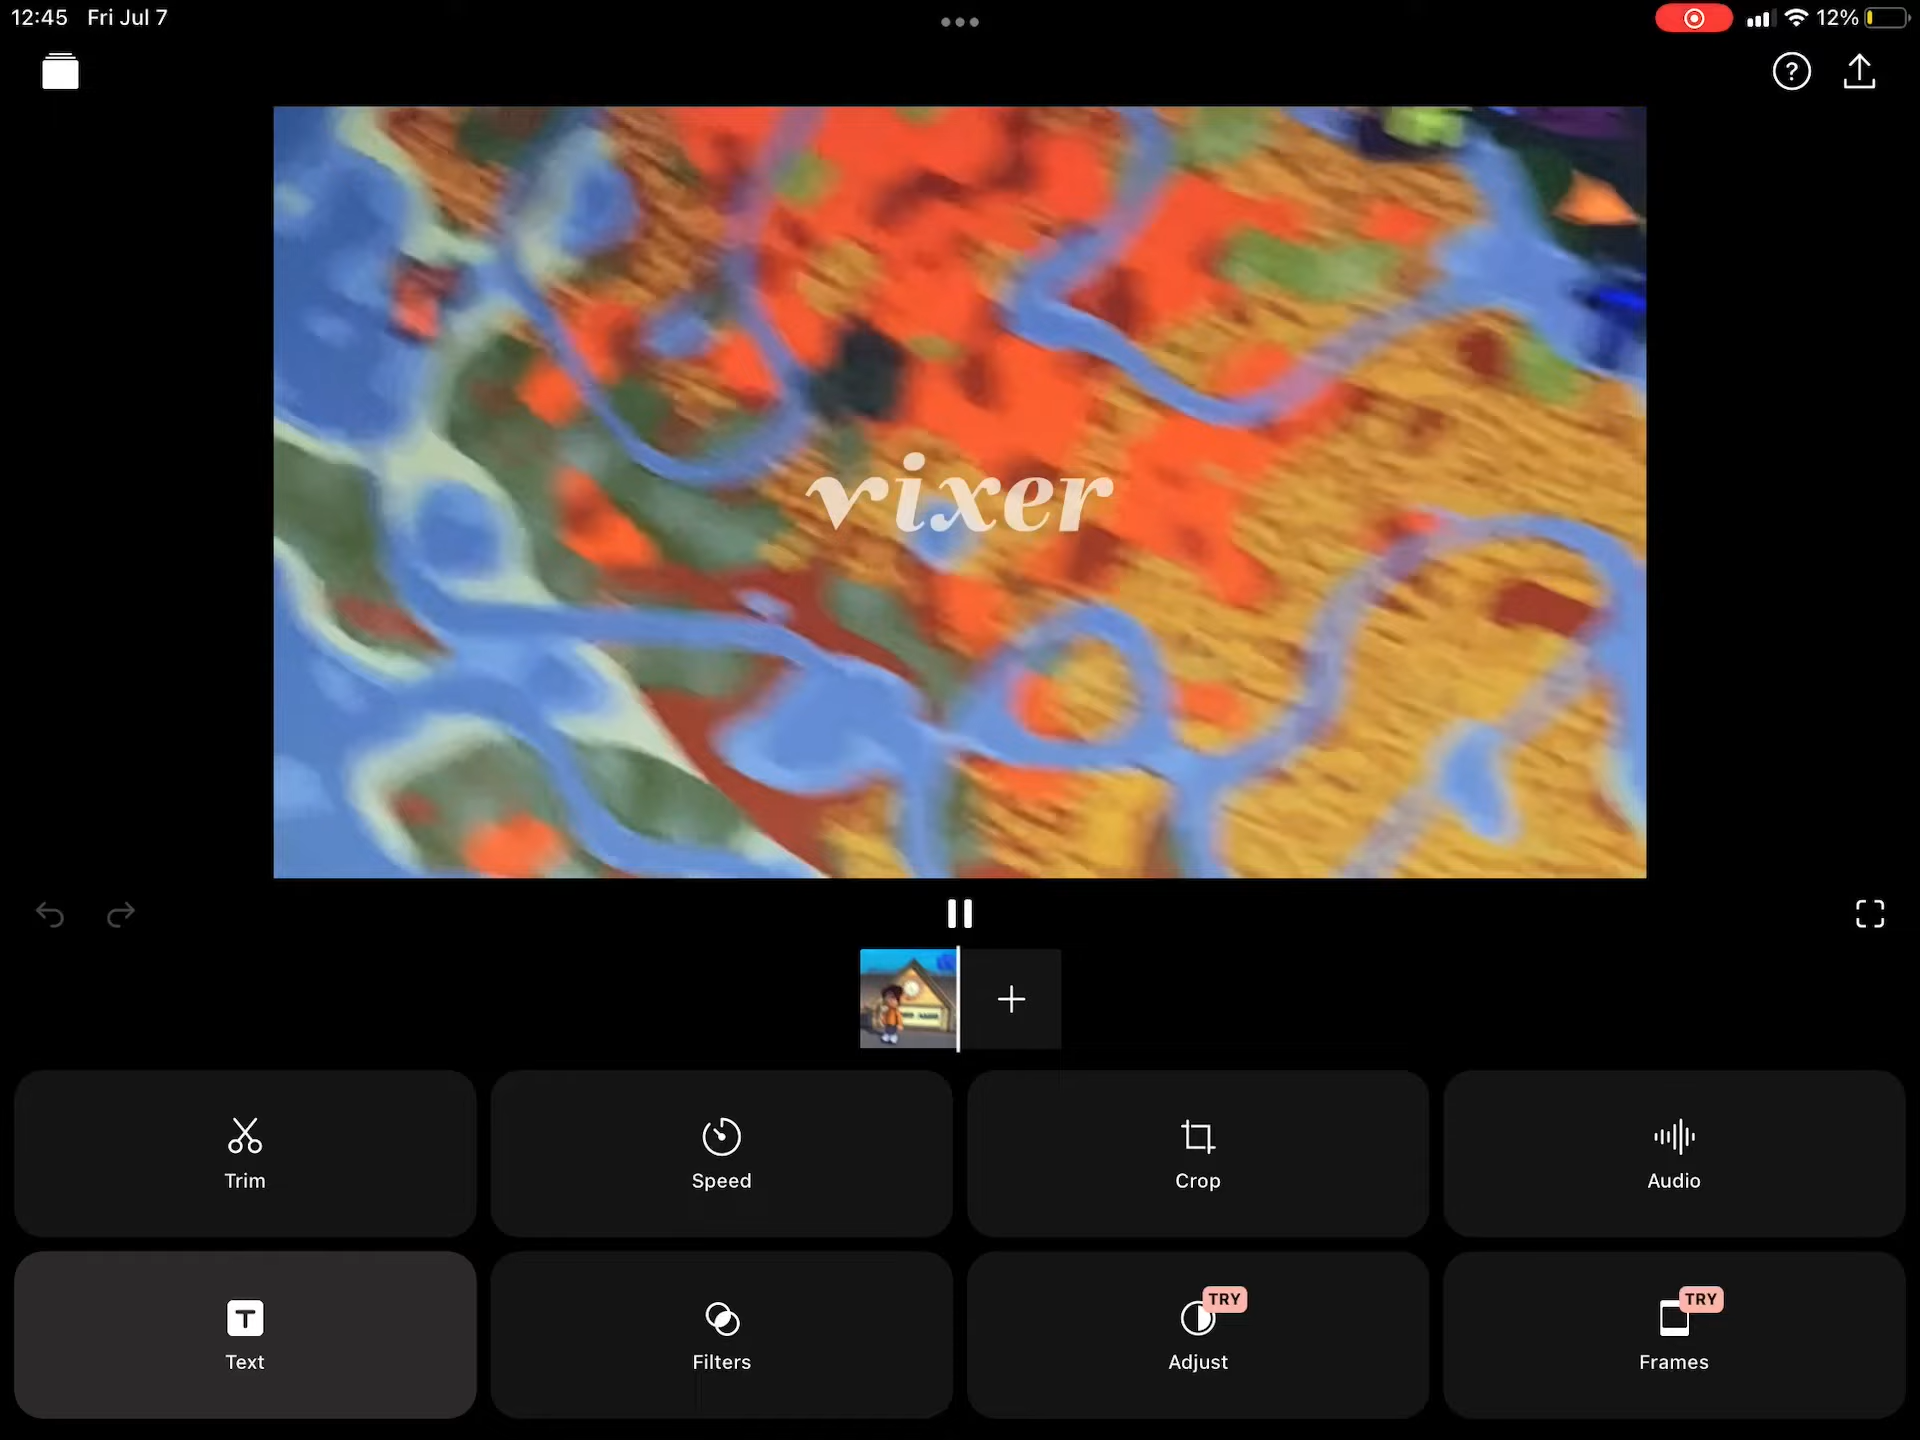 12:45 Fri Jul 7
12%
vixer
Trim
Speed
Crop
Audio
Text
Filters
TRY
Adjust
TRY
Frames